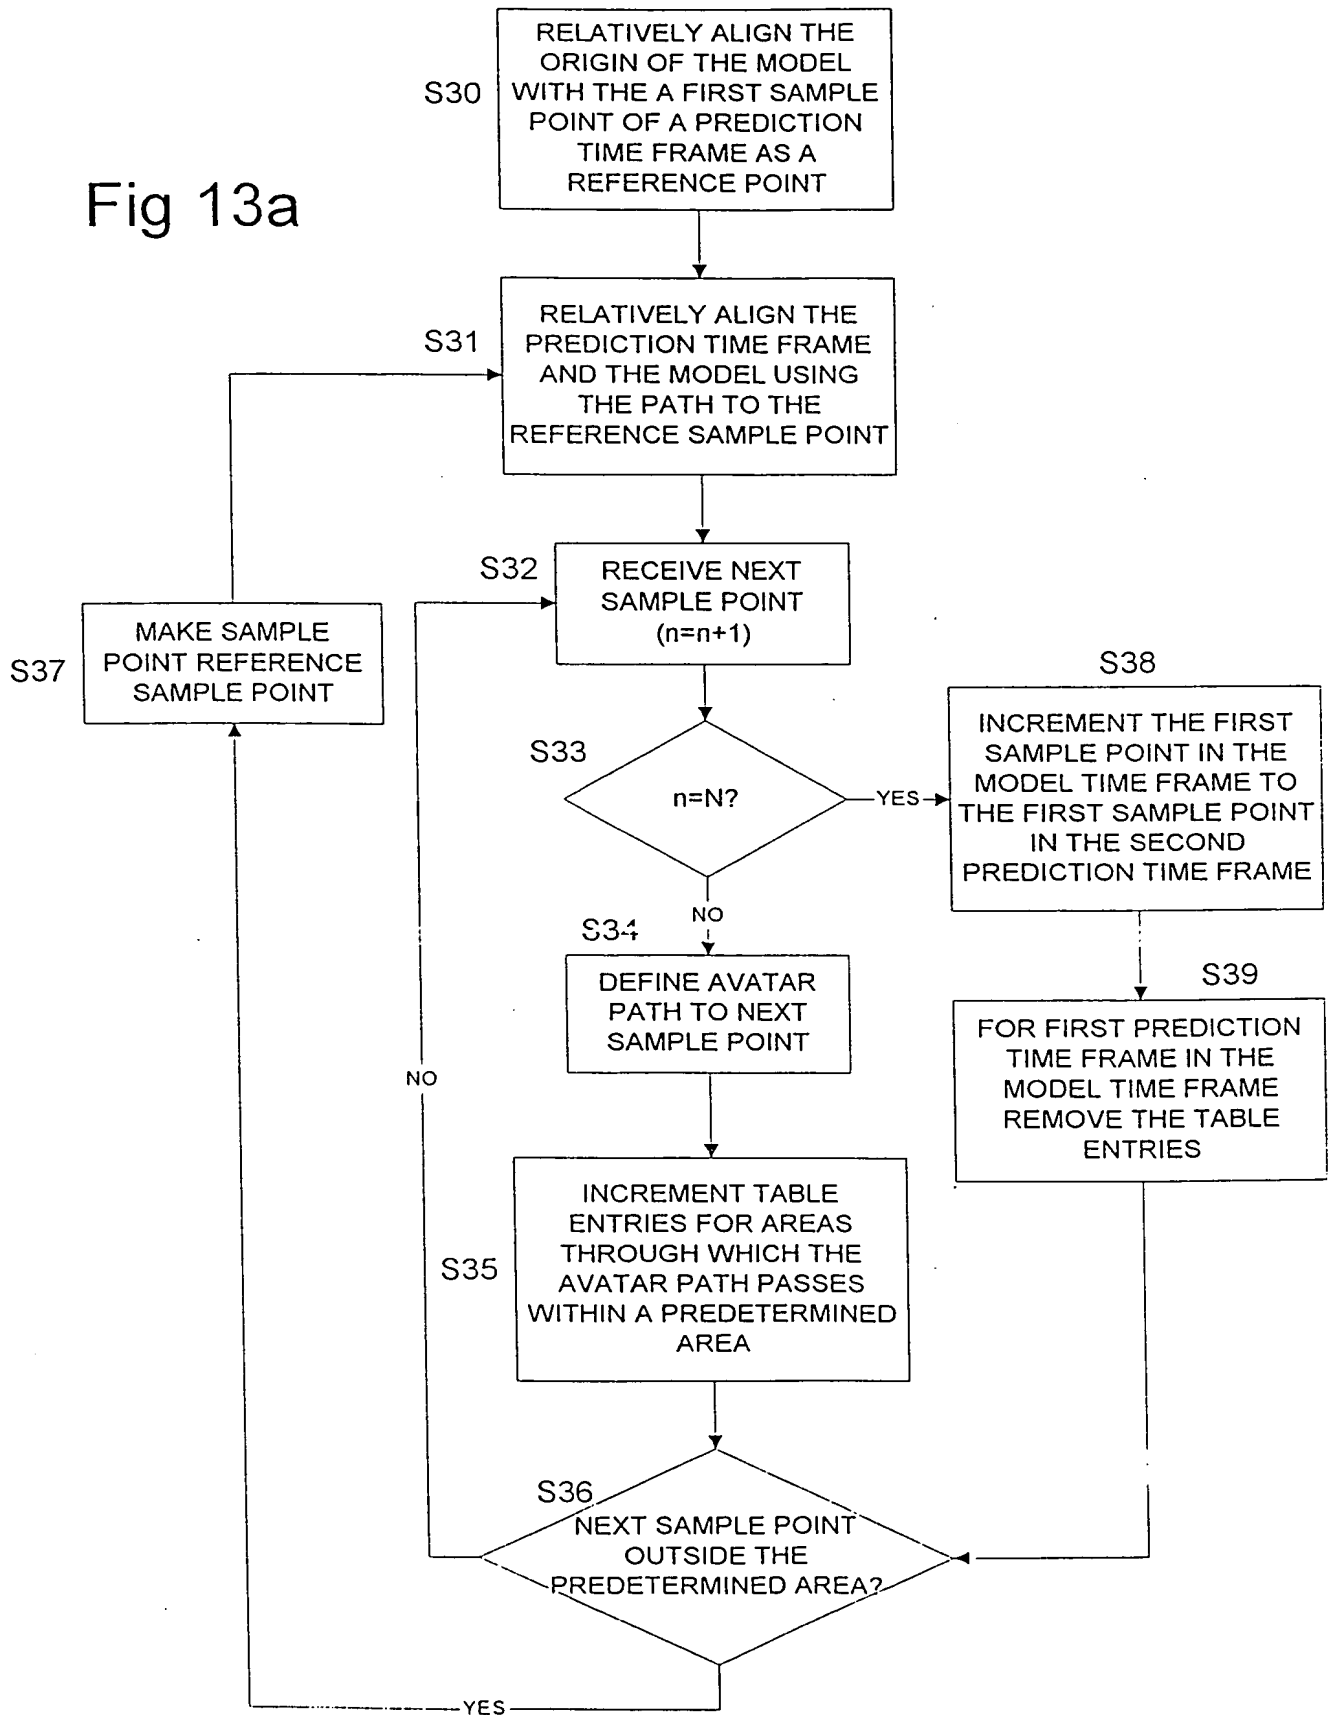 Fig 13a
S30
RELATIVELY ALIGN THE
ORIGIN OF THE MODEL
WITH THE A FIRST SAMPLE
POINT OF A PREDICTION
TIME FRAME AS A
REFERENCE POINT
S31
RELATIVELY ALIGN THE
PREDICTION TIME FRAME
AND THE MODEL USING
THE PATH TO THE
REFERENCE SAMPLE POINT
S32
RECEIVE NEXT
SAMPLE POINT
(n=n+1)
S37
MAKE SAMPLE
POINT REFERENCE
SAMPLE POINT
S33
n=N?
YES
S38
INCREMENT THE FIRST
SAMPLE POINT IN THE
MODEL TIME FRAME TO
THE FIRST SAMPLE POINT
IN THE SECOND
PREDICTION TIME FRAME
NO
S34
DEFINE AVATAR
PATH TO NEXT
SAMPLE POINT
S39
FOR FIRST PREDICTION
TIME FRAME IN THE
MODEL TIME FRAME
REMOVE THE TABLE
ENTRIES
NO
S35
INCREMENT TABLE
ENTRIES FOR AREAS
THROUGH WHICH THE
AVATAR PATH PASSES
WITHIN A PREDETERMINED
AREA
S36
NEXT SAMPLE POINT
OUTSIDE THE
PREDETERMINED AREA?
YES